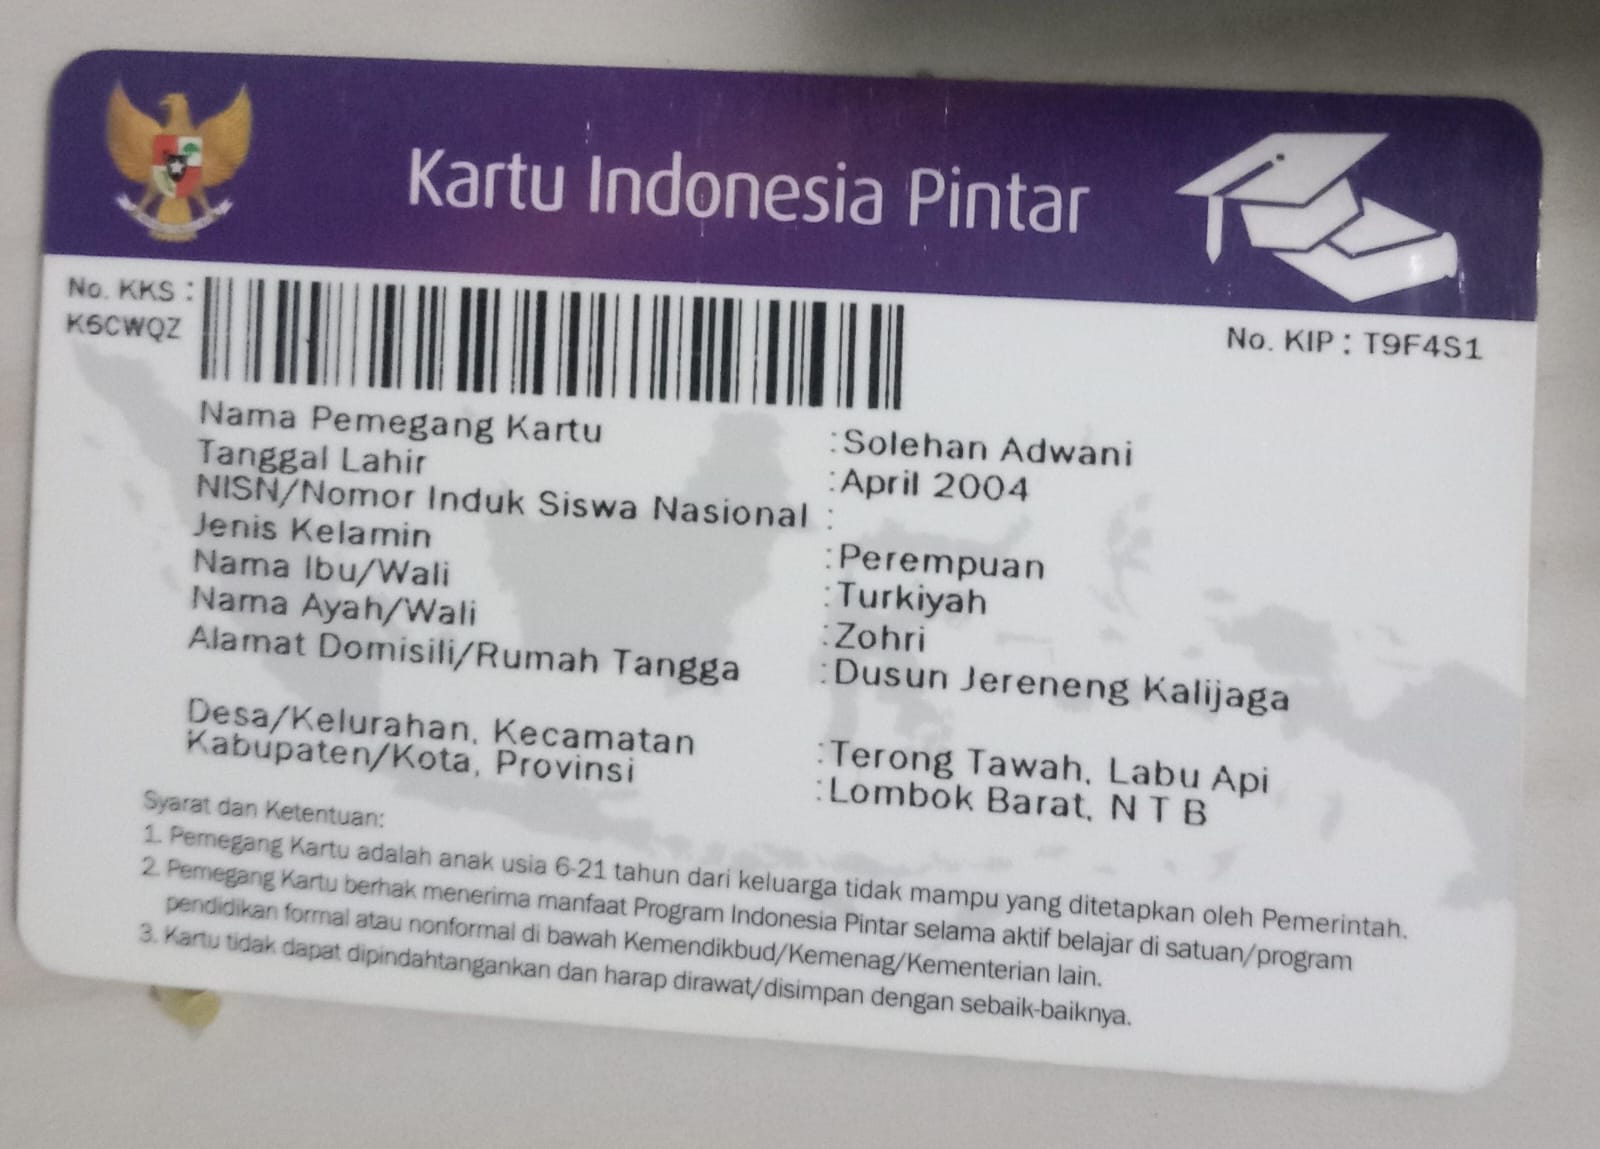 Kartu Indonesia Pintar
No. KKS :
K6CWQZ
No. KIP : T9F4S1
Nama Pemegang Kartu :Solehan Adwani
Tanggal Lahir :April 2004
NISN/Nomor Induk Siswa Nasional :
Jenis Kelamin :Perempuan
Nama Ibu/Wali :Turkiyah
Nama Ayah/Wali :Zohri
Alamat Domisili/Rumah Tangga :Dusun Jereneng Kalijaga
Desa/Kelurahan, Kecamatan :Terong Tawah, Labu Api
Kabupaten/Kota, Provinsi :Lombok Barat, N T B
Syarat dan Ketentuan:
1. Pemegang Kartu adalah anak usia 6-21 tahun dari keluarga tidak mampu yang ditetapkan oleh Pemerintah.
2. Pemegang Kartu berhak menerima manfaat Program Indonesia Pintar selama aktif belajar di satuan/program
pendidikan formal atau nonformal di bawah Kemendikbud/Kemenag/Kementerian lain.
3. Kartu tidak dapat dipindahtangankan dan harap dirawat/disimpan dengan sebaik-baiknya.